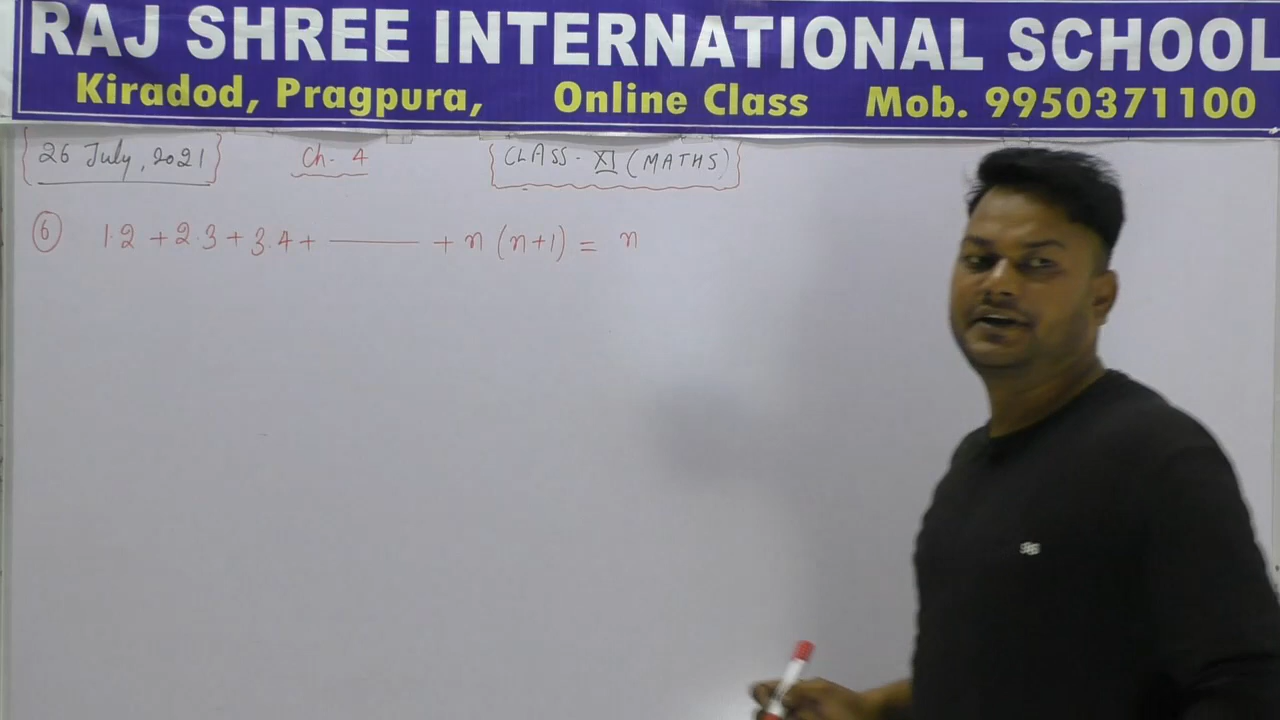 RAJ SHREE INTERNATIONAL SCHOOL
Kiradod, Pragpura, Online Class Mob. 9950371100
26 July, 2021 Ch. 4 CLASS - XI (MATHS)
6 1.2 + 2.3 + 3.4 + ——— + n (n+1) = n